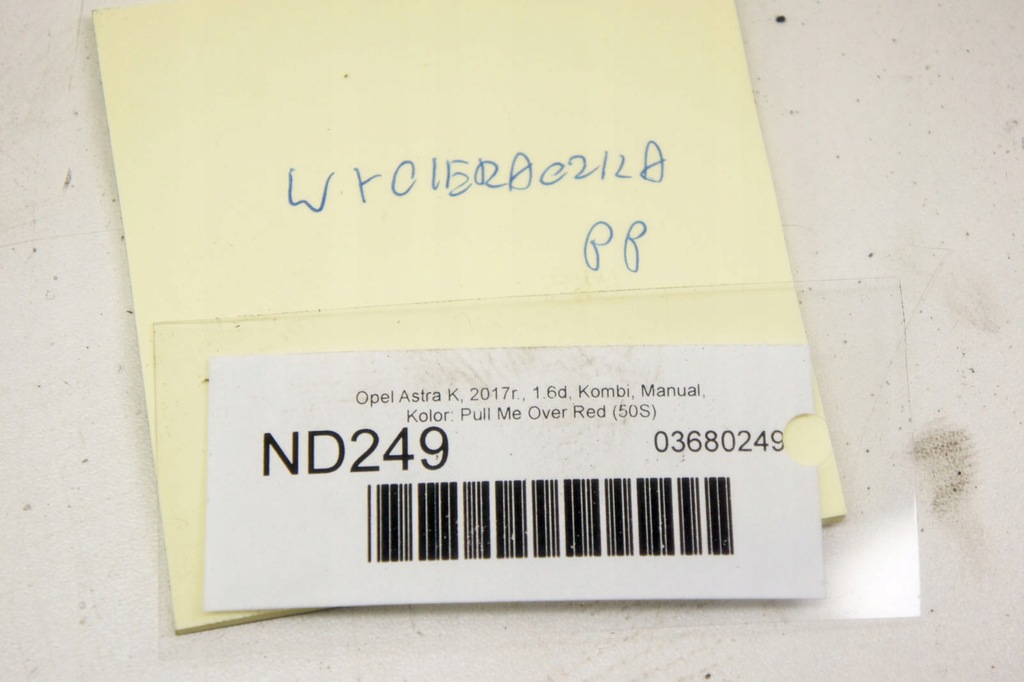 WYCIERACZKA
PP
Opel Astra K, 2017r., 1.6d, Kombi, Manual,
Kolor: Pull Me Over Red (50S)
ND249
03680249